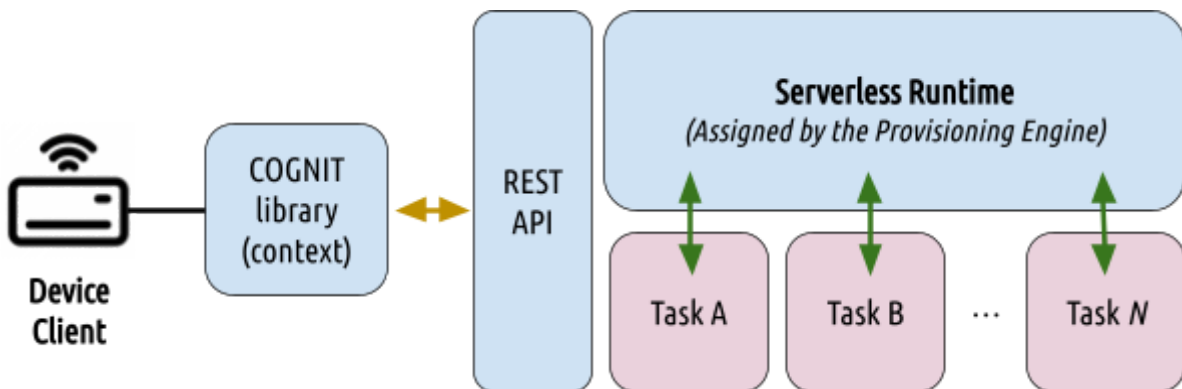 Device
Client
COGNIT
library
(context)
REST
API
Serverless Runtime
(Assigned by the Provisioning Engine)
Task A
Task B
...
Task N